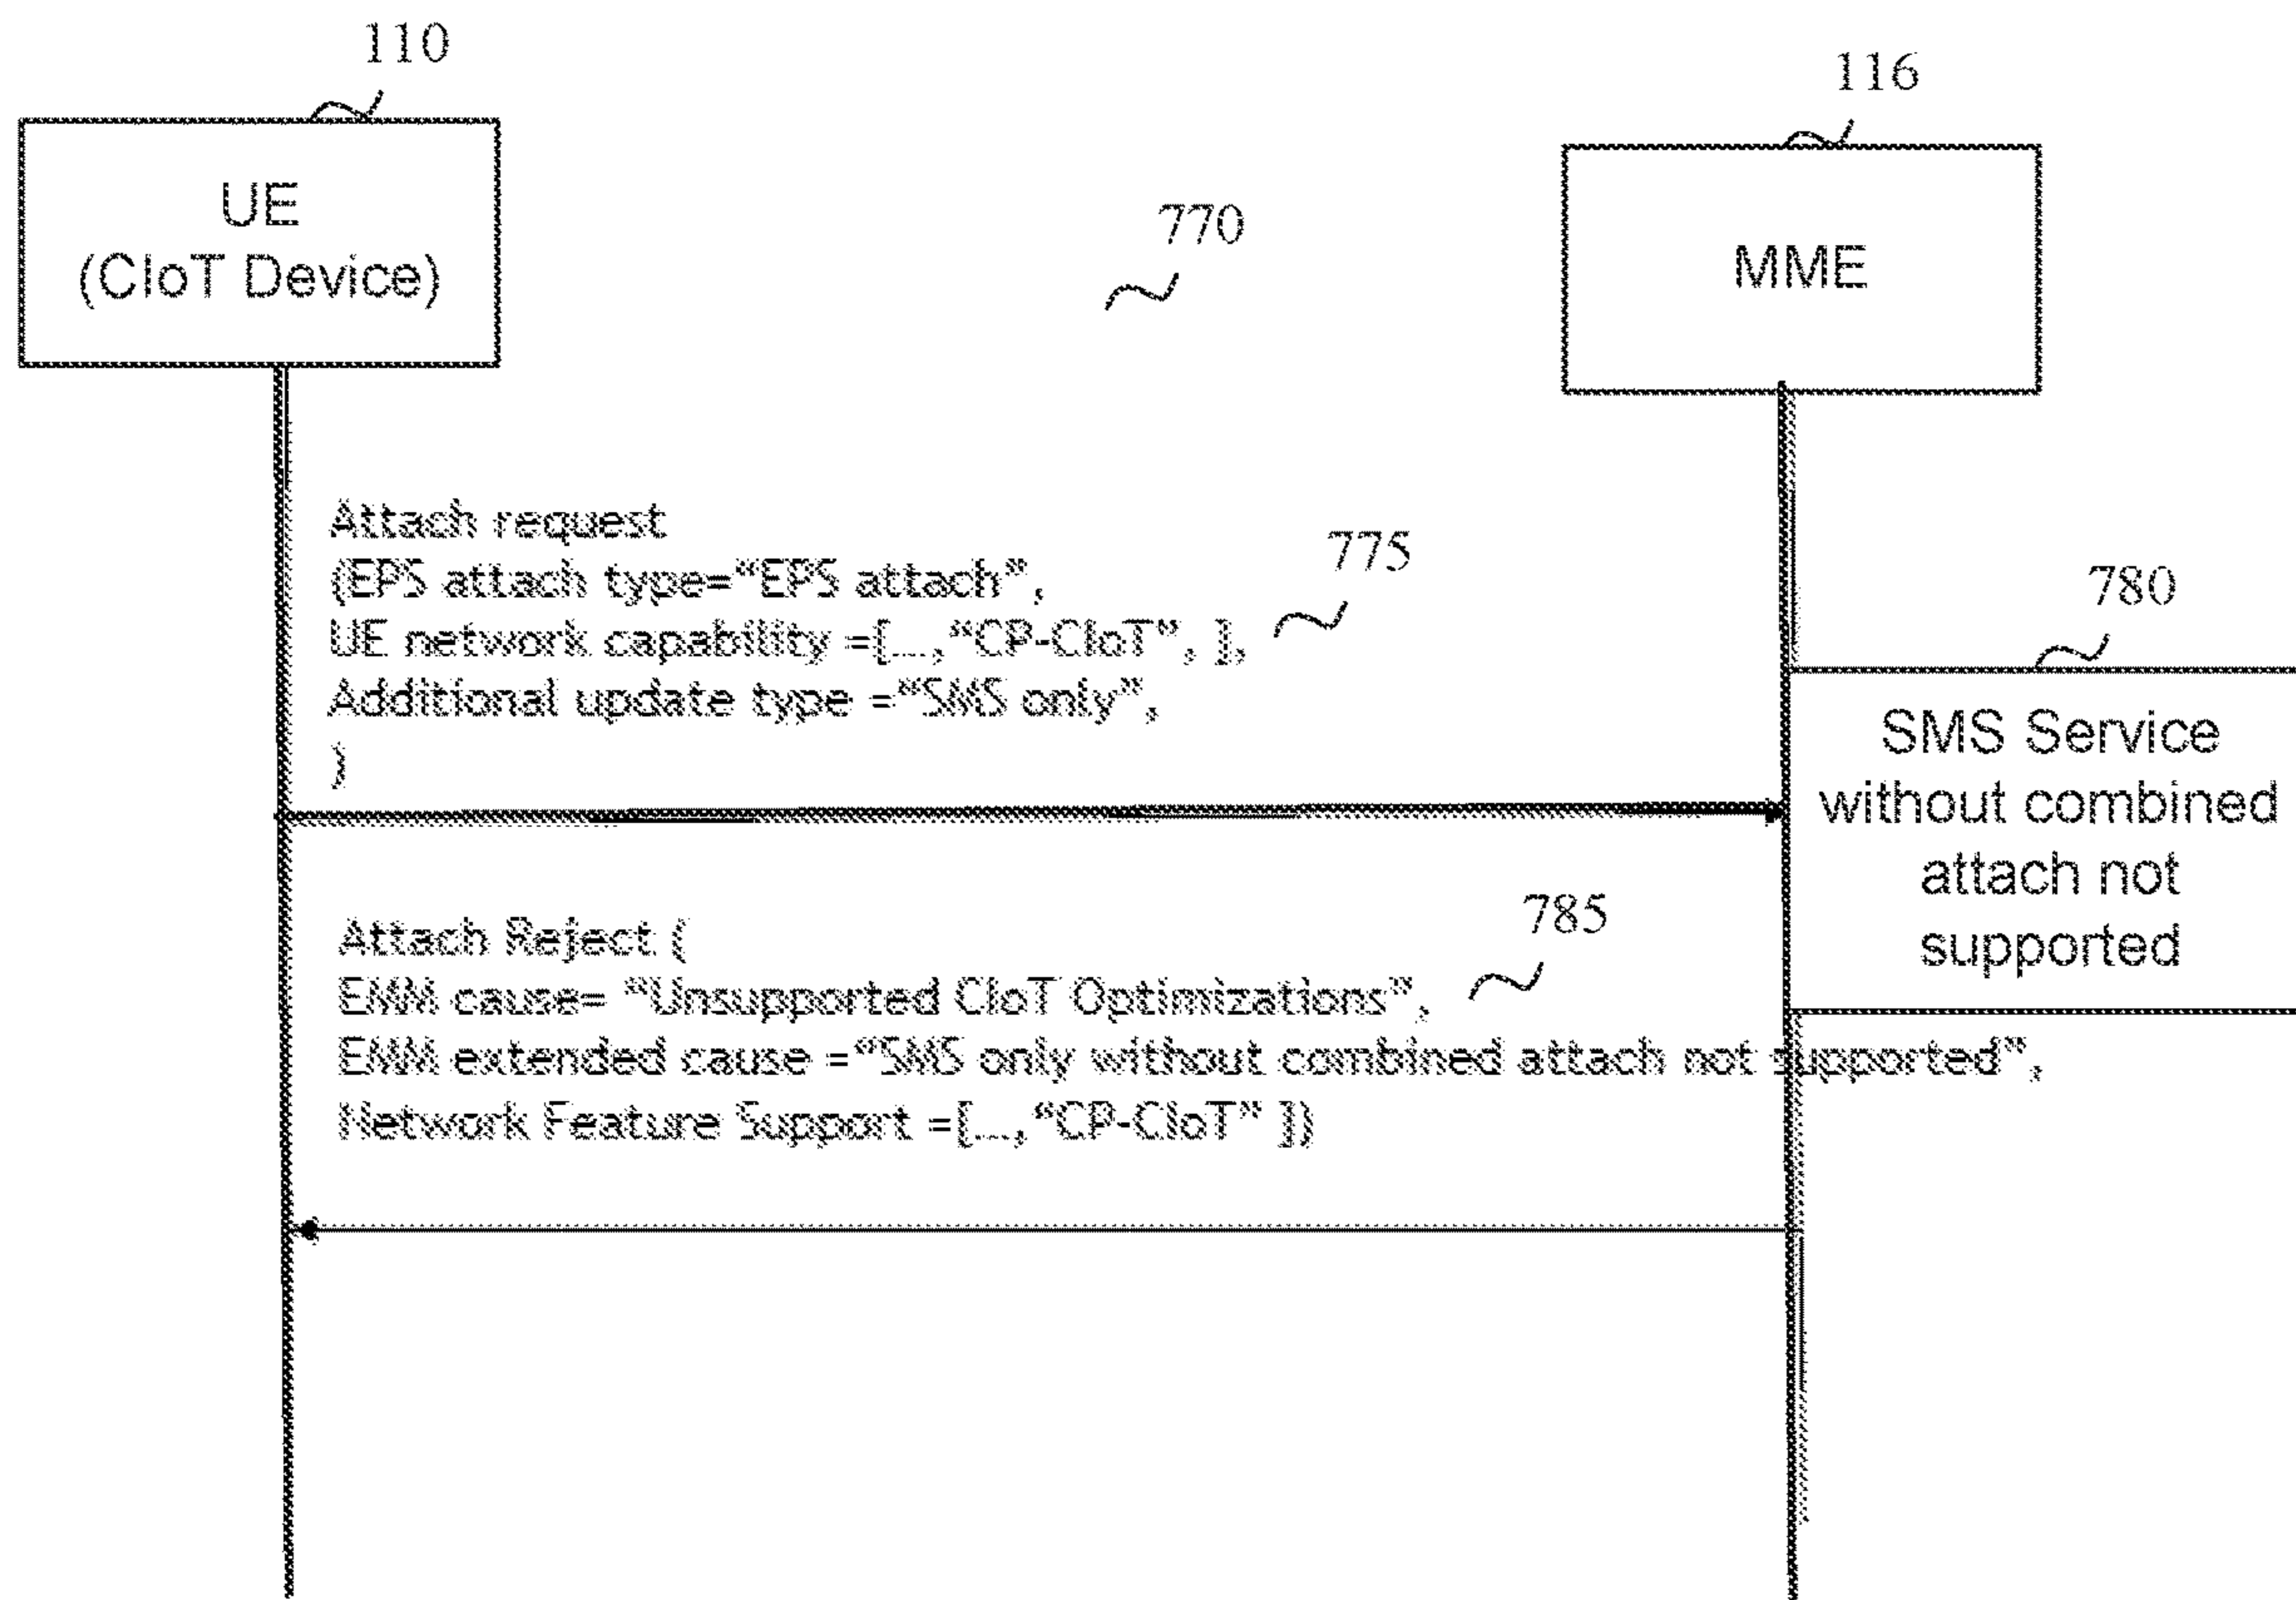 110
116
UE
(CIoT Device)
770
MME
Attach request
(EPS attach type="EPS attach",
775
UE network capability =[...,"CP-CIoT", ],
780
Additional update type ="SMS only",
)
SMS Service
without combined
attach not
supported
785
Attach Reject (
EMM cause= "Unsupported CIoT Optimizations",
EMM extended cause ="SMS only without combined attach not supported",
Network Feature Support =[...,"CP-CIoT" ])